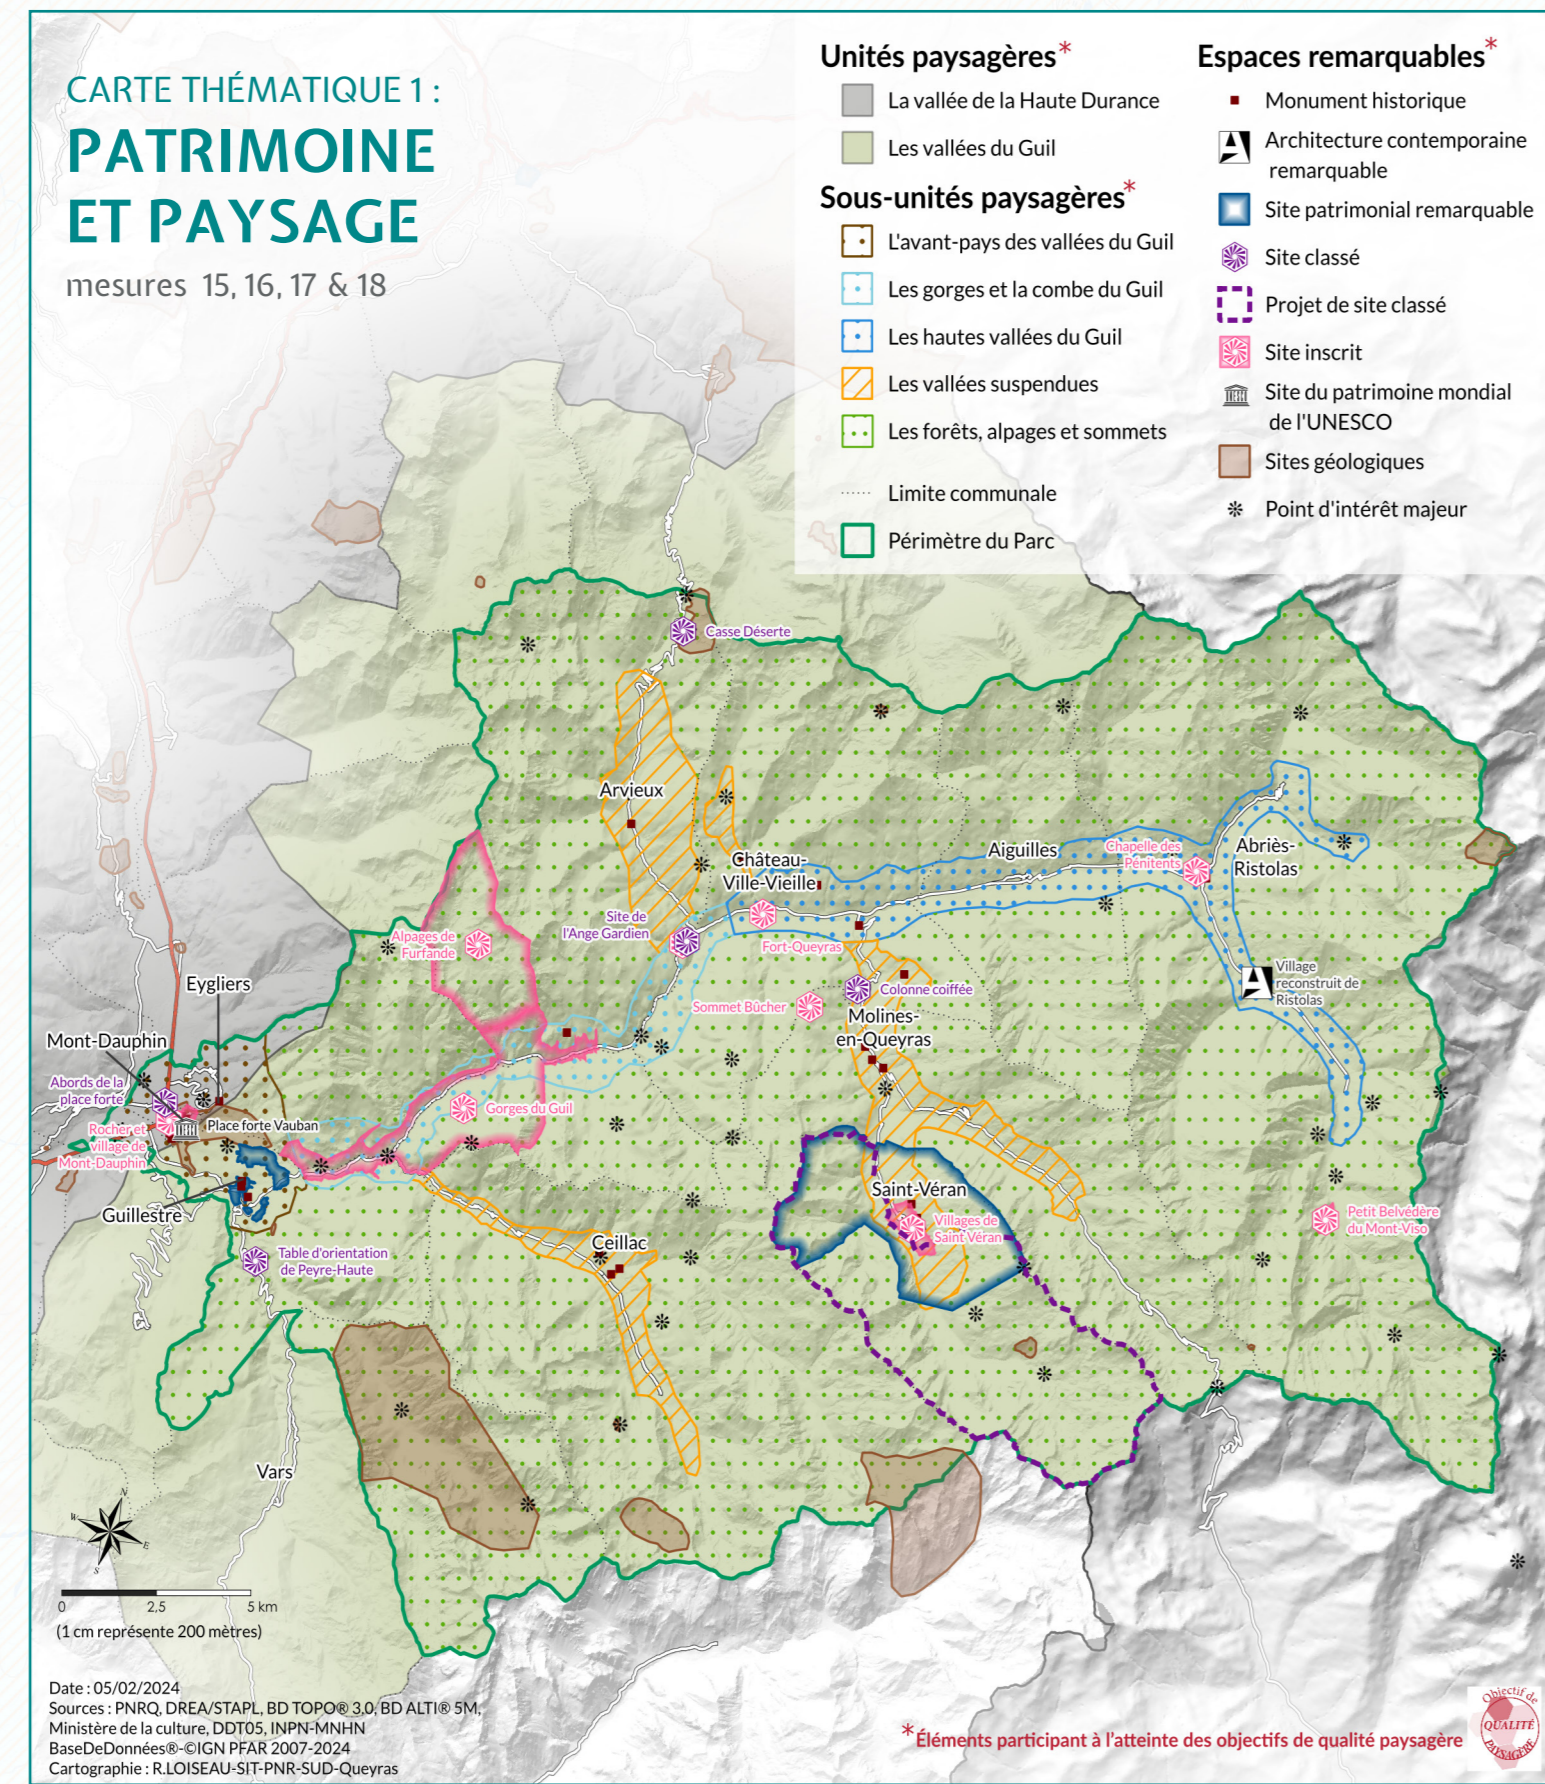 CARTE THÉMATIQUE 1 :
PATRIMOINE
ET PAYSAGE
mesures 15, 16, 17 & 18
Unités paysagères*
La vallée de la Haute Durance
Les vallées du Guil
Sous-unités paysagères*
L'avant-pays des vallées du Guil
Les gorges et la combe du Guil
Les hautes vallées du Guil
Les vallées suspendues
Les forêts, alpages et sommets
Limite communale
Périmètre du Parc
Espaces remarquables*
Monument historique
Architecture contemporaine
remarquable
Site patrimonial remarquable
Site classé
Projet de site classé
Site inscrit
Site du patrimoine mondial
de l'UNESCO
Sites géologiques
Point d'intérêt majeur
Casse Déserte
Arvieux
Château-
Ville-Vieille
Aiguilles
Chapelle des
Pénitents
Abriès-
Ristolas
Site de
l'Ange Gardien
Alpages de
Furfande
Fort-Queyras
Eygliers
Colonne coiffée
Village
reconstruit de
Ristolas
Sommet Bûcher
Molines-
en-Queyras
Mont-Dauphin
Abords de la
place forte
Gorges du Guil
Place forte Vauban
Rocher et
village de
Mont-Dauphin
Saint-Véran
Guillestre
Villages de
Saint Véran
Petit Belvédère
du Mont-Viso
Ceillac
Table d'orientation
de Peyre-Haute
Vars
N
W
E
S
0 2,5 5 km
(1 cm représente 200 mètres)
Date : 05/02/2024
Sources : PNRQ, DREA/STAPL, BD TOPO® 3.0, BD ALTI® 5M,
Ministère de la culture, DDT05, INPN-MNHN
BaseDeDonnées®-©IGN PFAR 2007-2024
Cartographie : R.LOISEAU-SIT-PNR-SUD-Queyras
*Éléments participant à l'atteinte des objectifs de qualité paysagère
Objectif de
QUALITÉ
PAYSAGÈRE